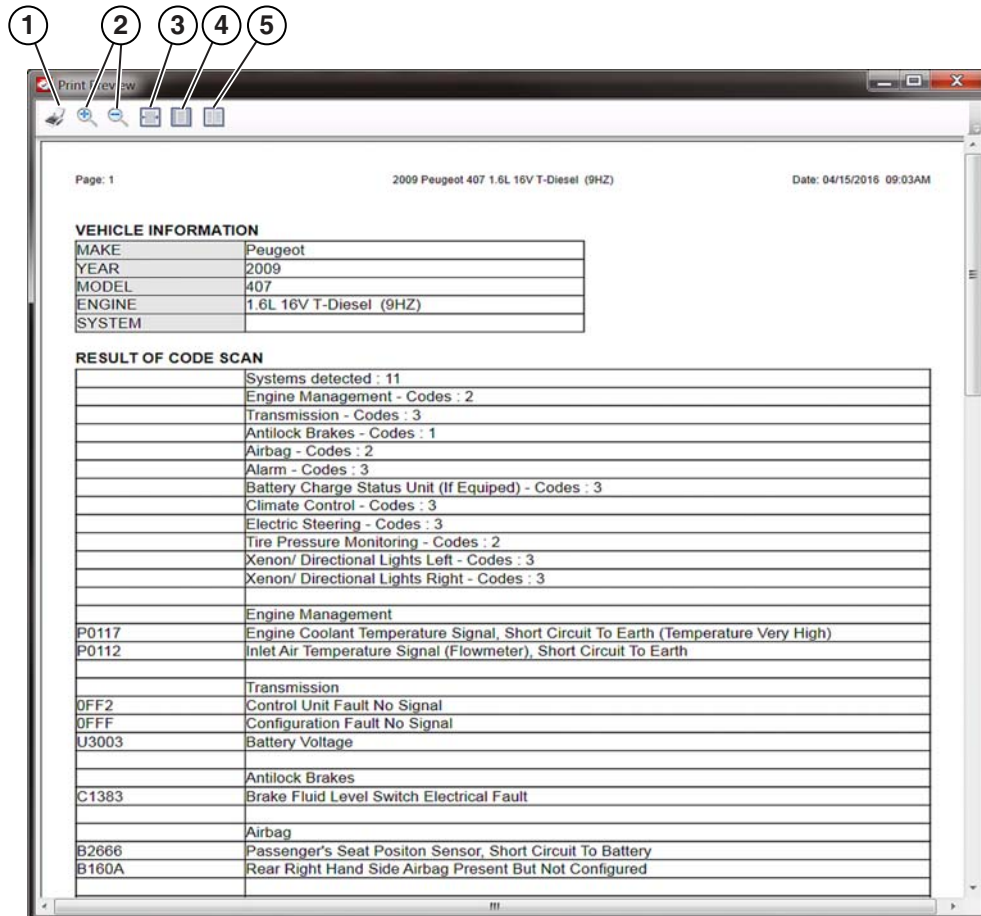 1 2 3 4 5
Print Preview
Page: 1 2009 Peugeot 407 1.6L 16V T-Diesel (9HZ) Date: 04/15/2016 09:03AM
VEHICLE INFORMATION
MAKE Peugeot
YEAR 2009
MODEL 407
ENGINE 1.6L 16V T-Diesel (9HZ)
SYSTEM
RESULT OF CODE SCAN
Systems detected : 11
Engine Management - Codes : 2
Transmission - Codes : 3
Antilock Brakes - Codes : 1
Airbag - Codes : 2
Alarm - Codes : 3
Battery Charge Status Unit (If Equiped) - Codes : 3
Climate Control - Codes : 3
Electric Steering - Codes : 3
Tire Pressure Monitoring - Codes : 2
Xenon/ Directional Lights Left - Codes : 3
Xenon/ Directional Lights Right - Codes : 3
Engine Management
P0117 Engine Coolant Temperature Signal, Short Circuit To Earth (Temperature Very High)
P0112 Inlet Air Temperature Signal (Flowmeter), Short Circuit To Earth
Transmission
0FF2 Control Unit Fault No Signal
0FFF Configuration Fault No Signal
U3003 Battery Voltage
Antilock Brakes
C1383 Brake Fluid Level Switch Electrical Fault
Airbag
B2666 Passenger's Seat Positon Sensor, Short Circuit To Battery
B160A Rear Right Hand Side Airbag Present But Not Configured